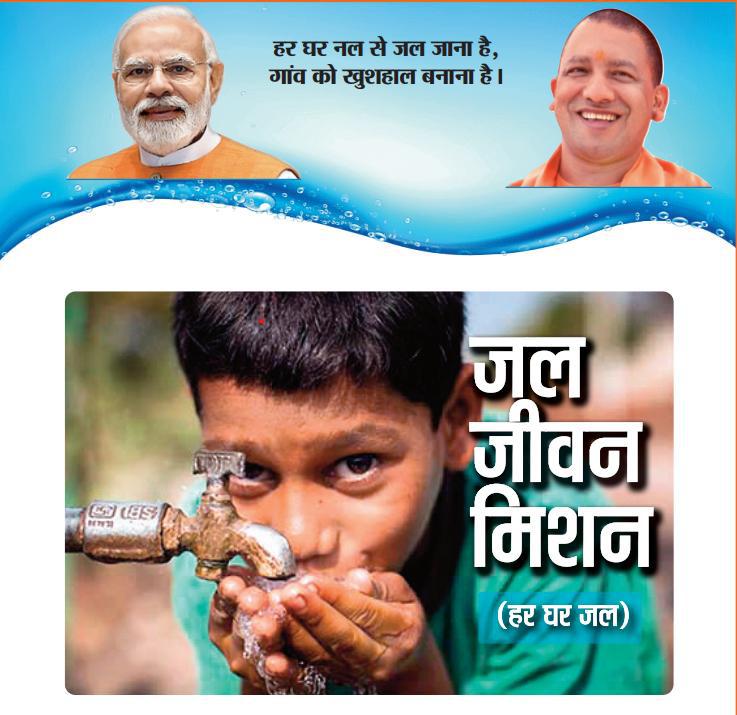 हर घर नल से जल जाना है,
गांव को खुशहाल बनाना है।
जल
जीवन
मिशन
(हर घर जल)